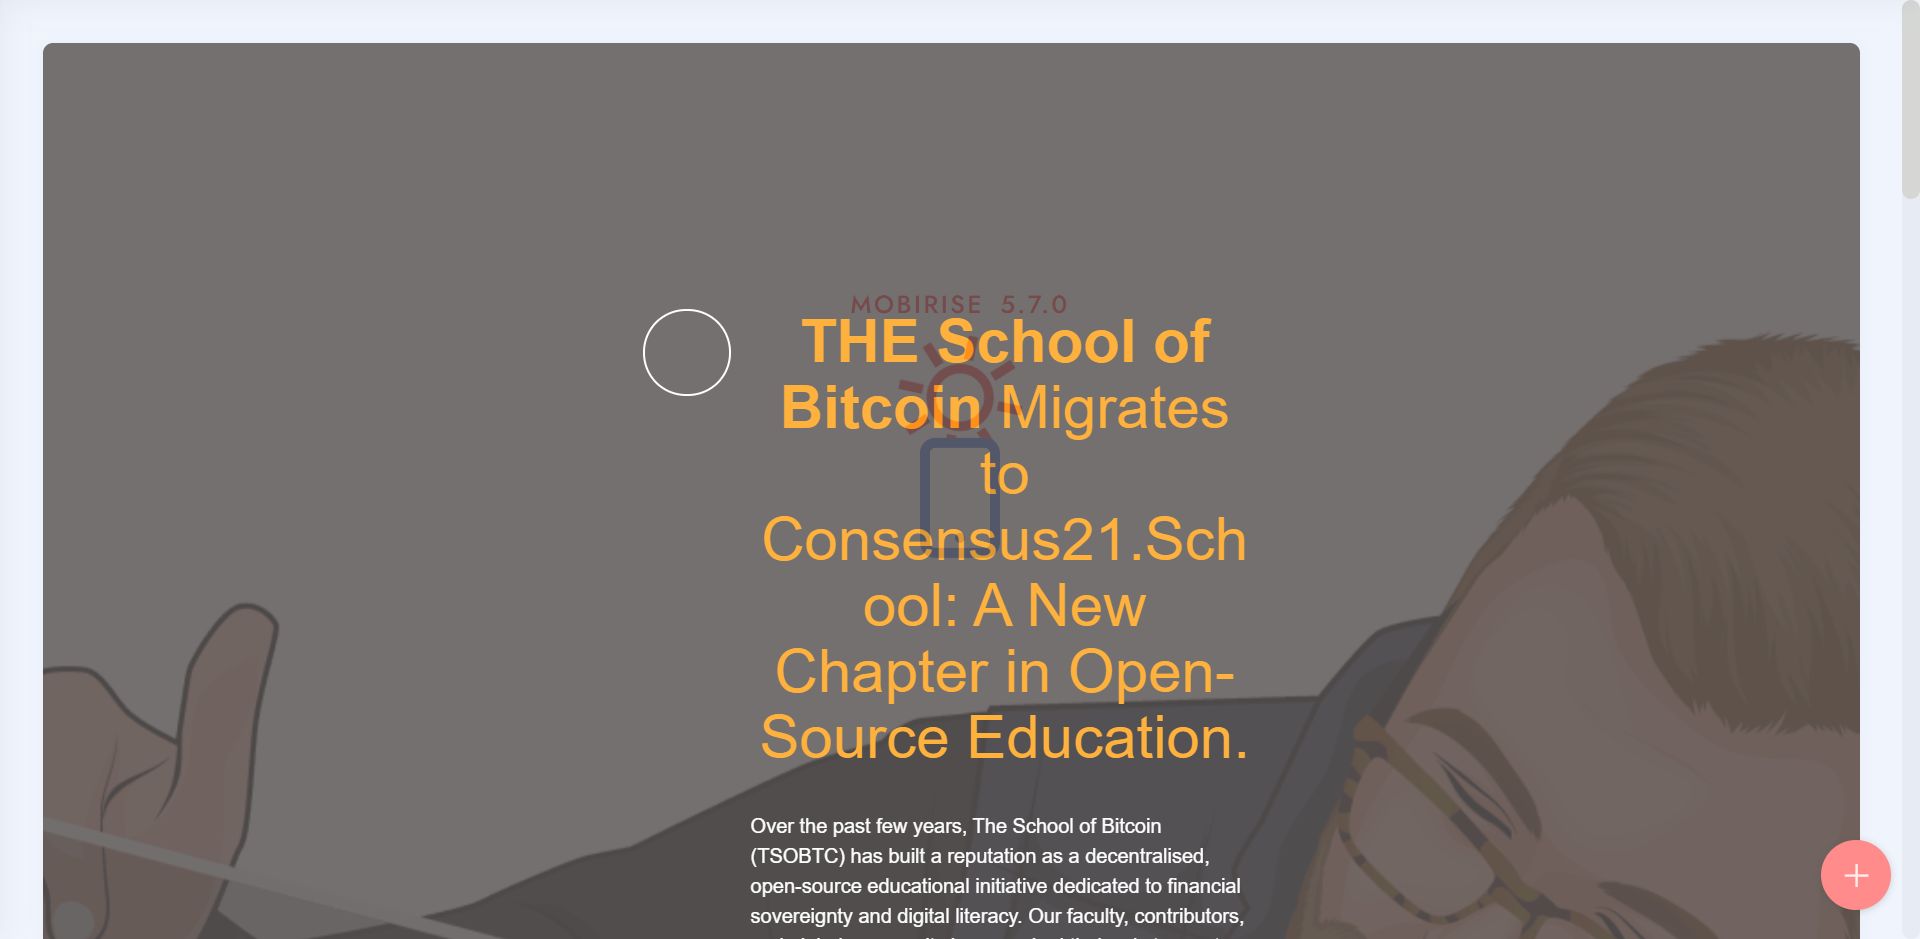 MOBIRISE 5.7.0
THE School of
Bitcoin Migrates
to
Consensus21.Sch
ool: A New
Chapter in Open-
Source Education.
Over the past few years, The School of Bitcoin
(TSOBTC) has built a reputation as a decentralised,
open-source educational initiative dedicated to financial
sovereignty and digital literacy. Our faculty, contributors,